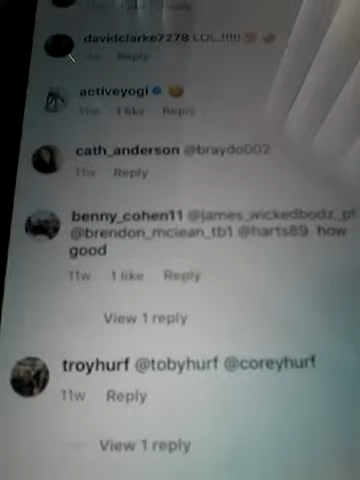 davidclarke7278 LOL.!!!!! 💯
Reply
activeyogi
11w 1 like Reply
cath_anderson @braydo002
11w Reply
benny_cohen11 @james_wickedbodz_pt
@brendon_mclean_tb1 @harts89 how
good
11w 1 like Reply
View 1 reply
troyhurf @tobyhurf @coreyhurf
11w Reply
View 1 reply